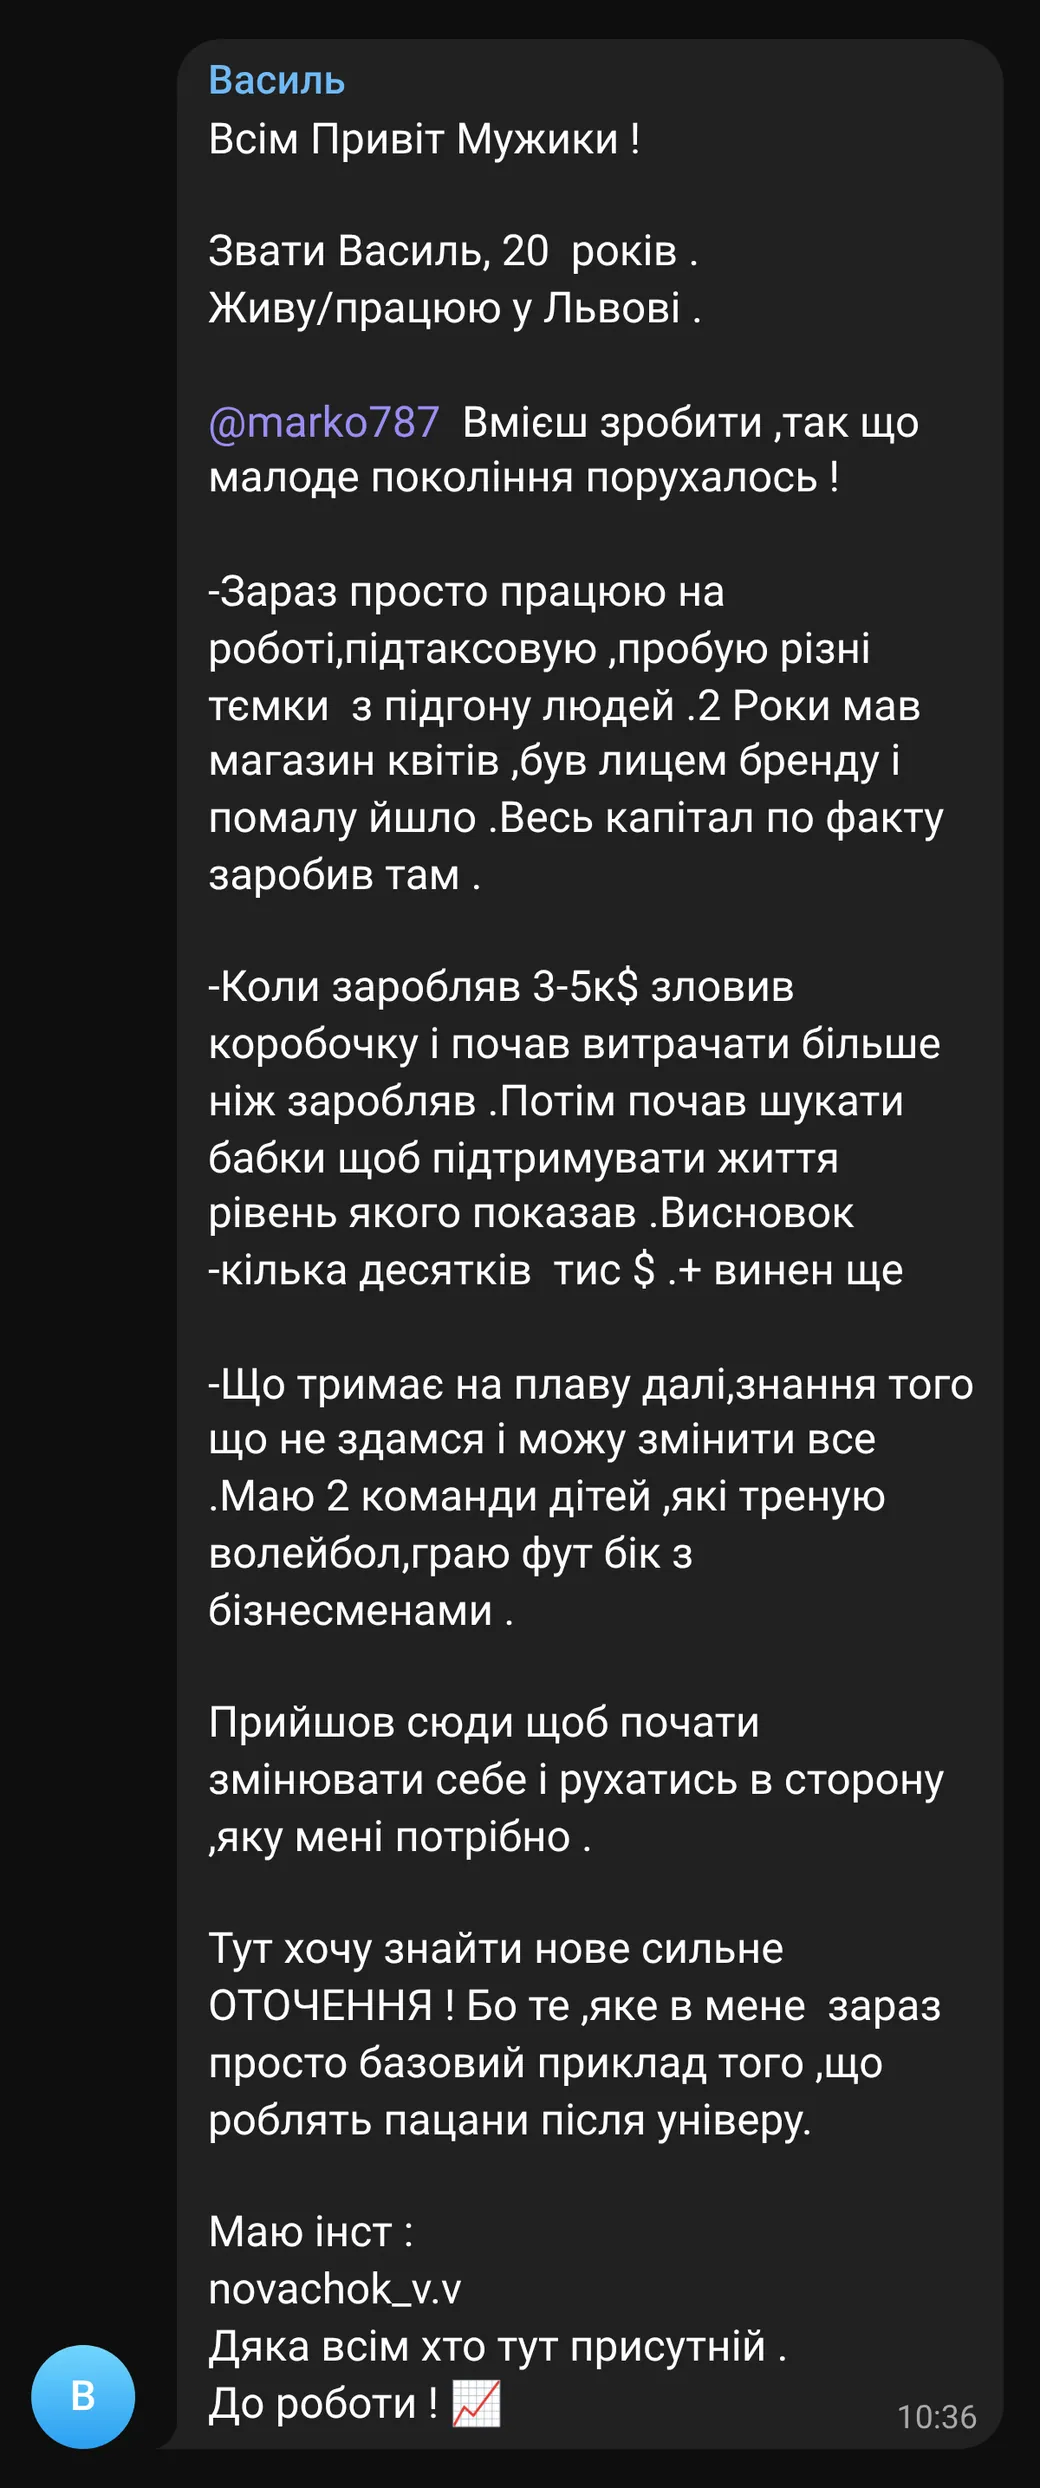 Василь
Всім Привіт Мужики !
Звати Василь, 20  років .
Живу/працюю у Львові .
@marko787  Вмієш зробити ,так що
малоде покоління порухалось !
-Зараз просто працюю на
роботі,підтаксовую ,пробую різні
тємки  з підгону людей .2 Роки мав
магазин квітів ,був лицем бренду і
помалу йшло .Весь капітал по факту
заробив там .
-Коли заробляв 3-5к$ зловив
коробочку і почав витрачати більше
ніж заробляв .Потім почав шукати
бабки щоб підтримувати життя
рівень якого показав .Висновок
-кілька десятків  тис $ .+ винен ще
-Що тримає на плаву далі,знання того
що не здамся і можу змінити все
.Маю 2 команди дітей ,які треную
волейбол,граю фут бік з
бізнесменами .
Прийшов сюди щоб почати
змінювати себе і рухатись в сторону
,яку мені потрібно .
Тут хочу знайти нове сильне
ОТОЧЕННЯ ! Бо те ,яке в мене  зараз
просто базовий приклад того ,що
роблять пацани після універу.
Маю інст :
novachok_v.v
Дяка всім хто тут присутній .
До роботи ! 📈
10:36
В